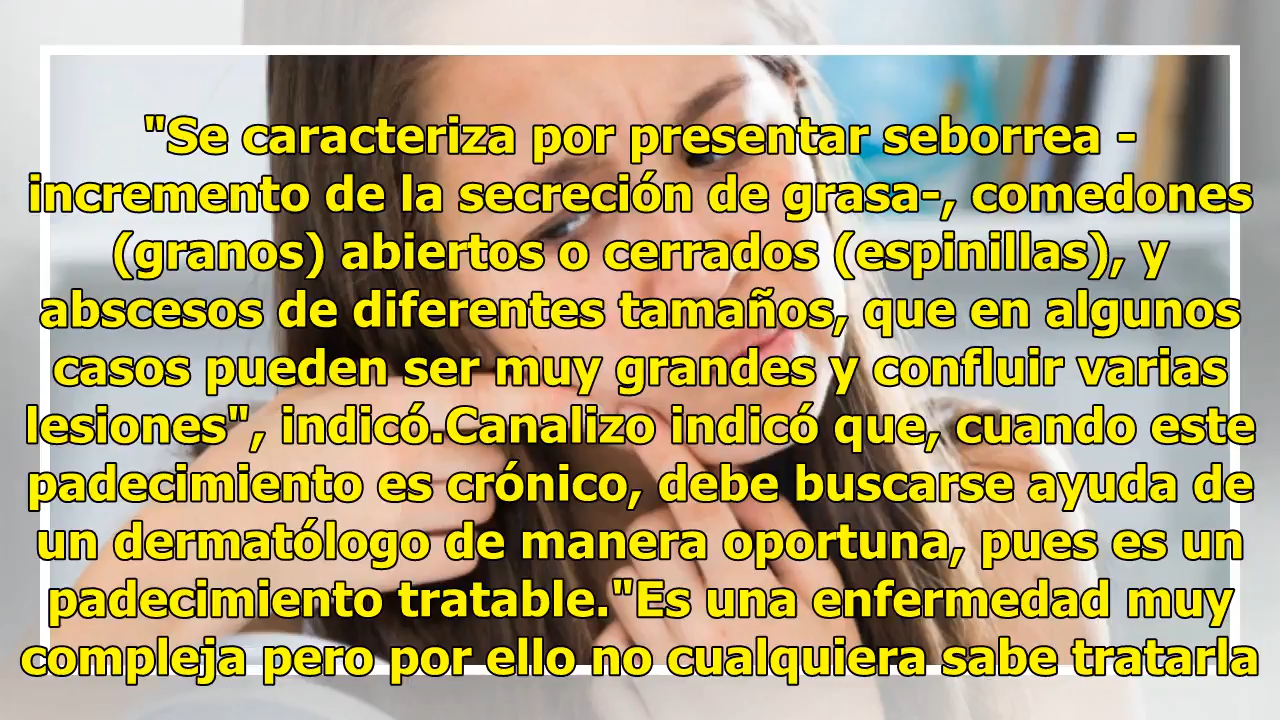 "Se caracteriza por presentar seborrea -
incremento de la secreción de grasa-, comedones
(granos) abiertos o cerrados (espinillas), y
abscesos de diferentes tamaños, que en algunos
casos pueden ser muy grandes y confluir varias
lesiones", indicó.Canalizo indicó que, cuando este
padecimiento es crónico, debe buscarse ayuda de
un dermatólogo de manera oportuna, pues es un
padecimiento tratable."Es una enfermedad muy
compleja pero por ello no cualquiera sabe tratarla